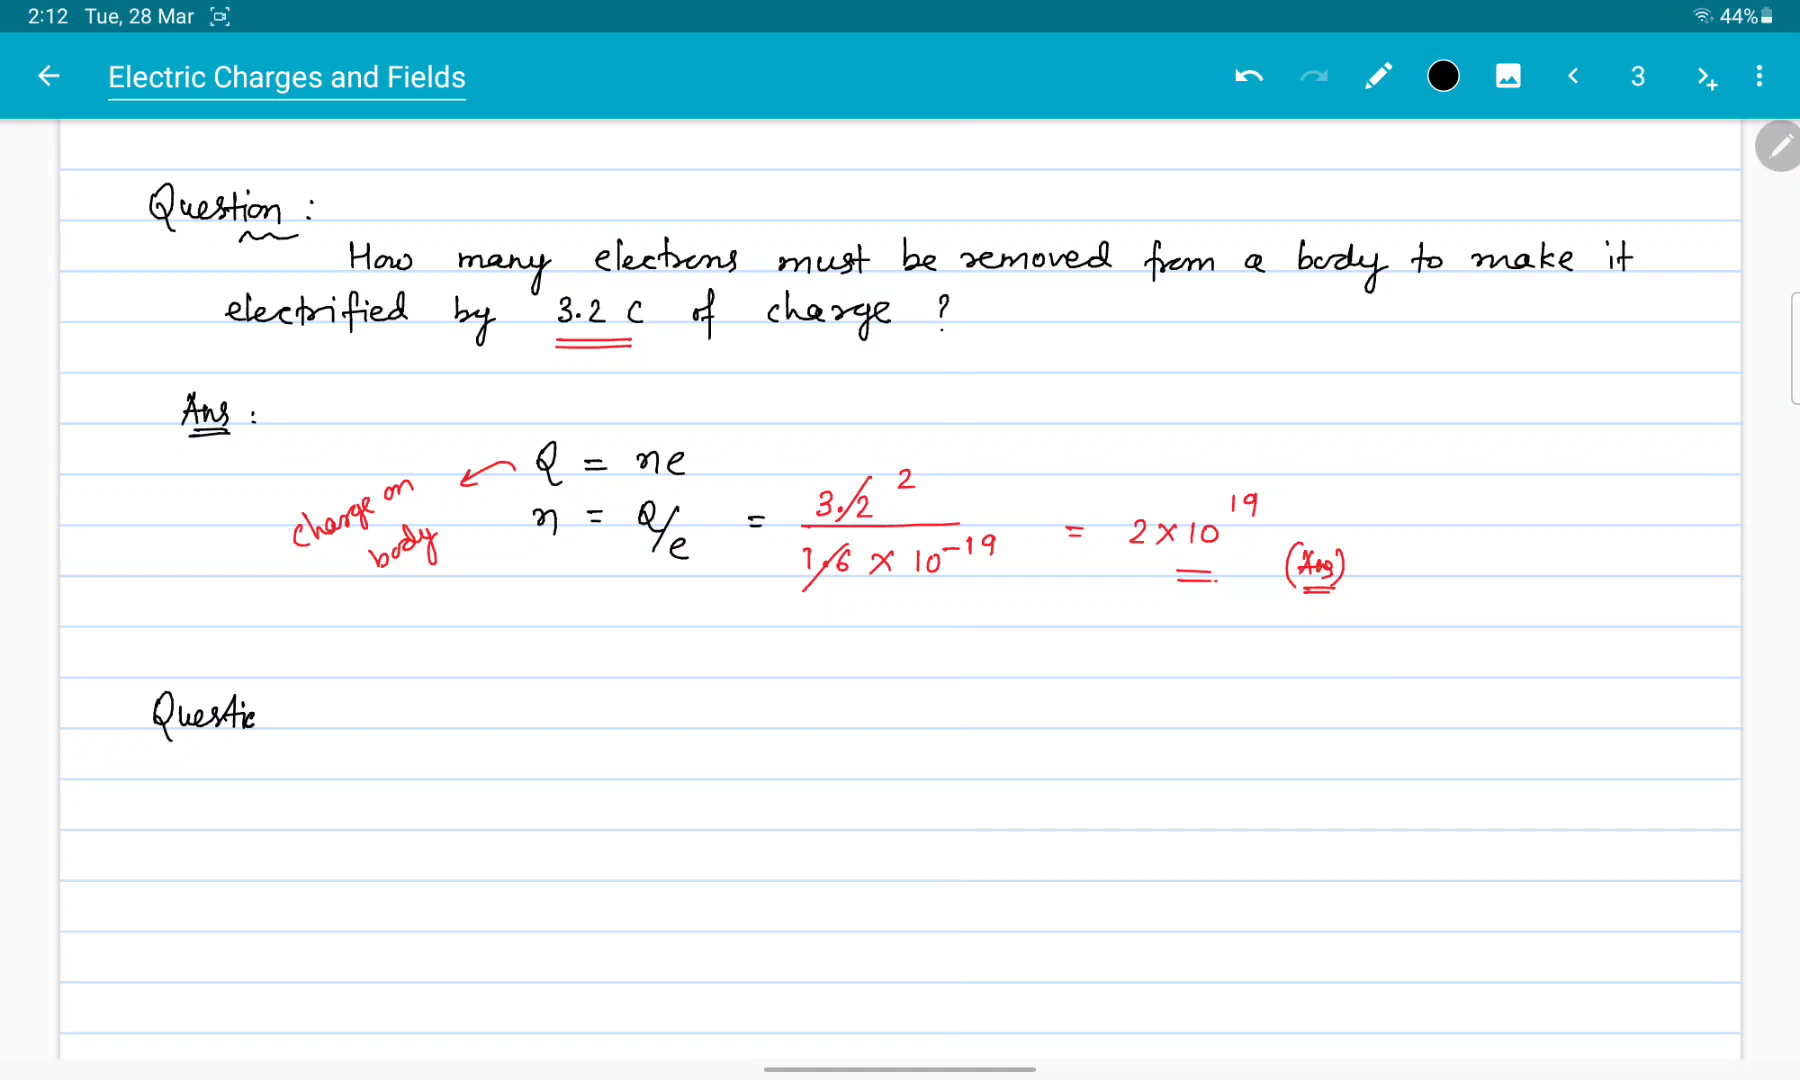 2:12 Tue, 28 Mar 44%
Electric Charges and Fields 3
Question :
How many electrons must be removed from a body to make it
electrified by 3.2 C of charge ?
Ans :
Q = ne
charge on
body
n = Q/e = 3.2 2 / 1.6 × 10^-19 = 2 × 10^19 (Ans)
Questio